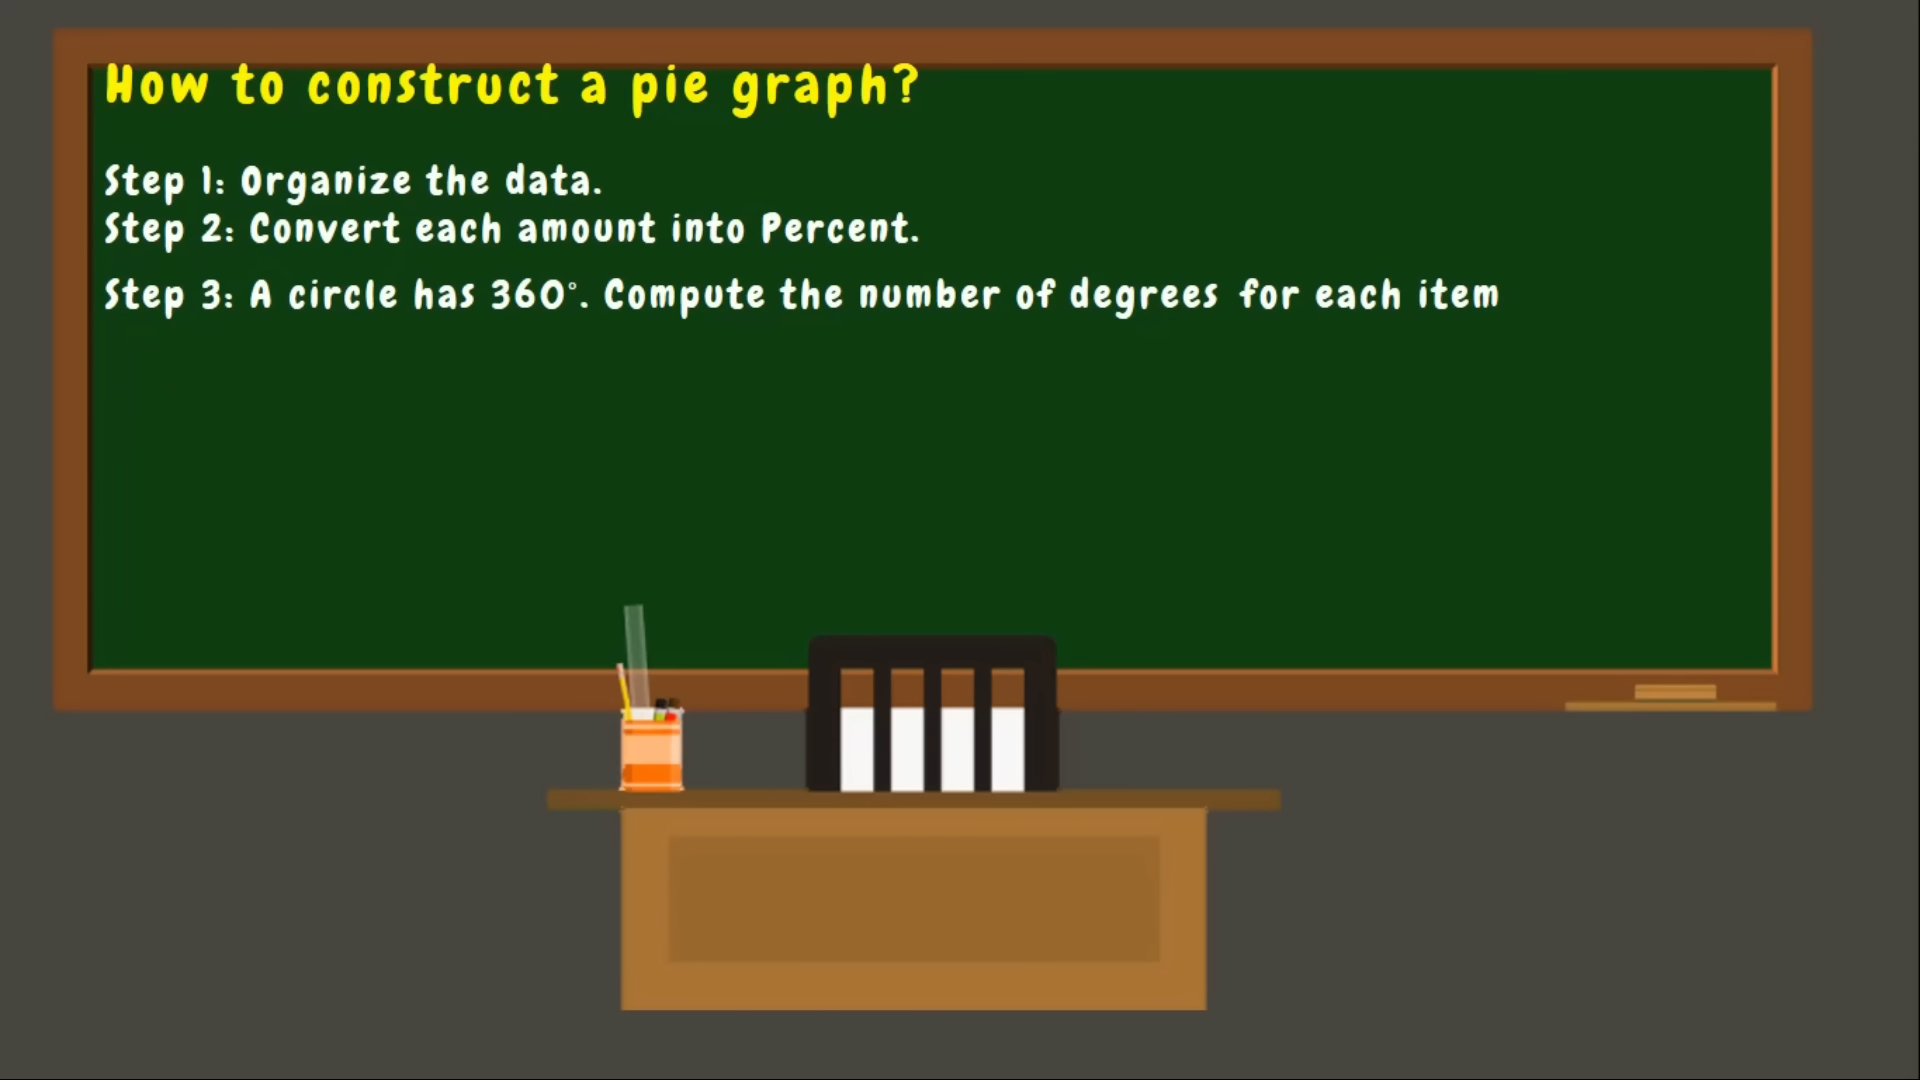 How to construct a pie graph?
Step 1: Organize the data.
Step 2: Convert each amount into Percent.
Step 3: A circle has 360°. Compute the number of degrees for each item